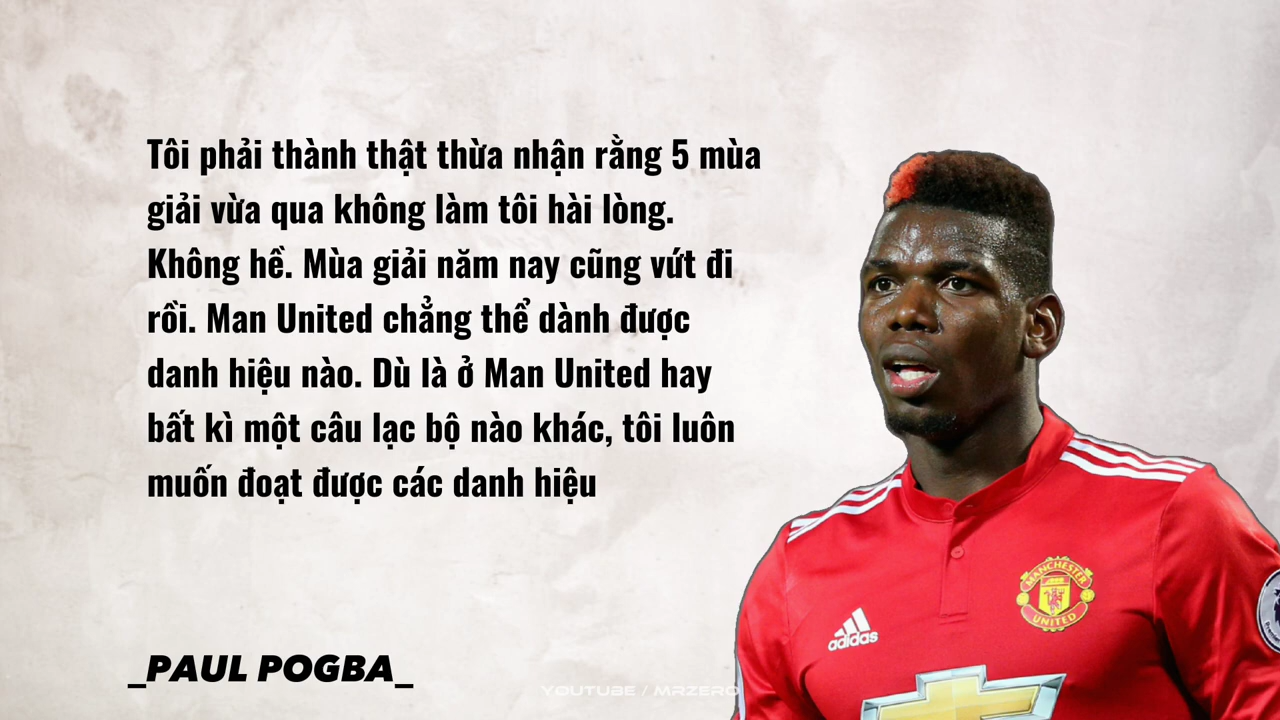 Tôi phải thành thật thừa nhận rằng 5 mùa
giải vừa qua không làm tôi hài lòng.
Không hề. Mùa giải năm nay cũng vứt đi
rồi. Man United chẳng thể dành được
danh hiệu nào. Dù là ở Man United hay
bất kì một câu lạc bộ nào khác, tôi luôn
muốn đoạt được các danh hiệu
_PAUL POGBA_
YOUTUBE / MRZERO
adidas
MANCHESTER
UNITED